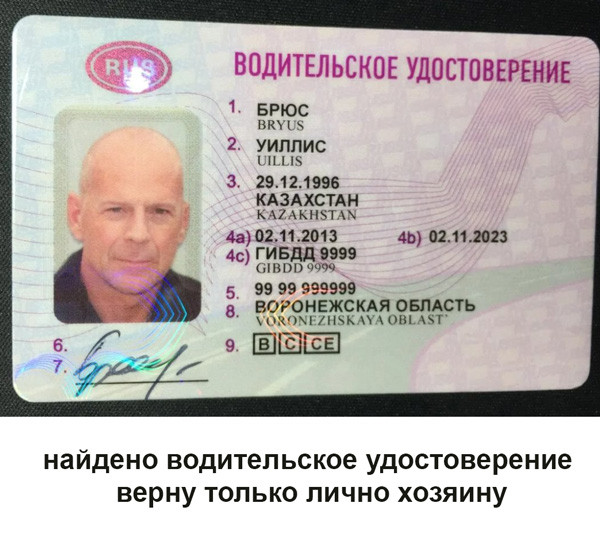 RUS
ВОДИТЕЛЬСКОЕ УДОСТОВЕРЕНИЕ
1. БРЮС
BRYUS
2. УИЛЛИС
UILLIS
3. 29.12.1996
КАЗАХСТАН
KAZAKHSTAN
4a) 02.11.2013 4b) 02.11.2023
4c) ГИБДД 9999
GIBDD 9999
5. 99 99 999999
8. ВОРОНЕЖСКАЯ ОБЛАСТЬ
VORONEZHSKAYA OBLAST'
6.
7.
9. B C CE
найдено водительское удостоверение
верну только лично хозяину